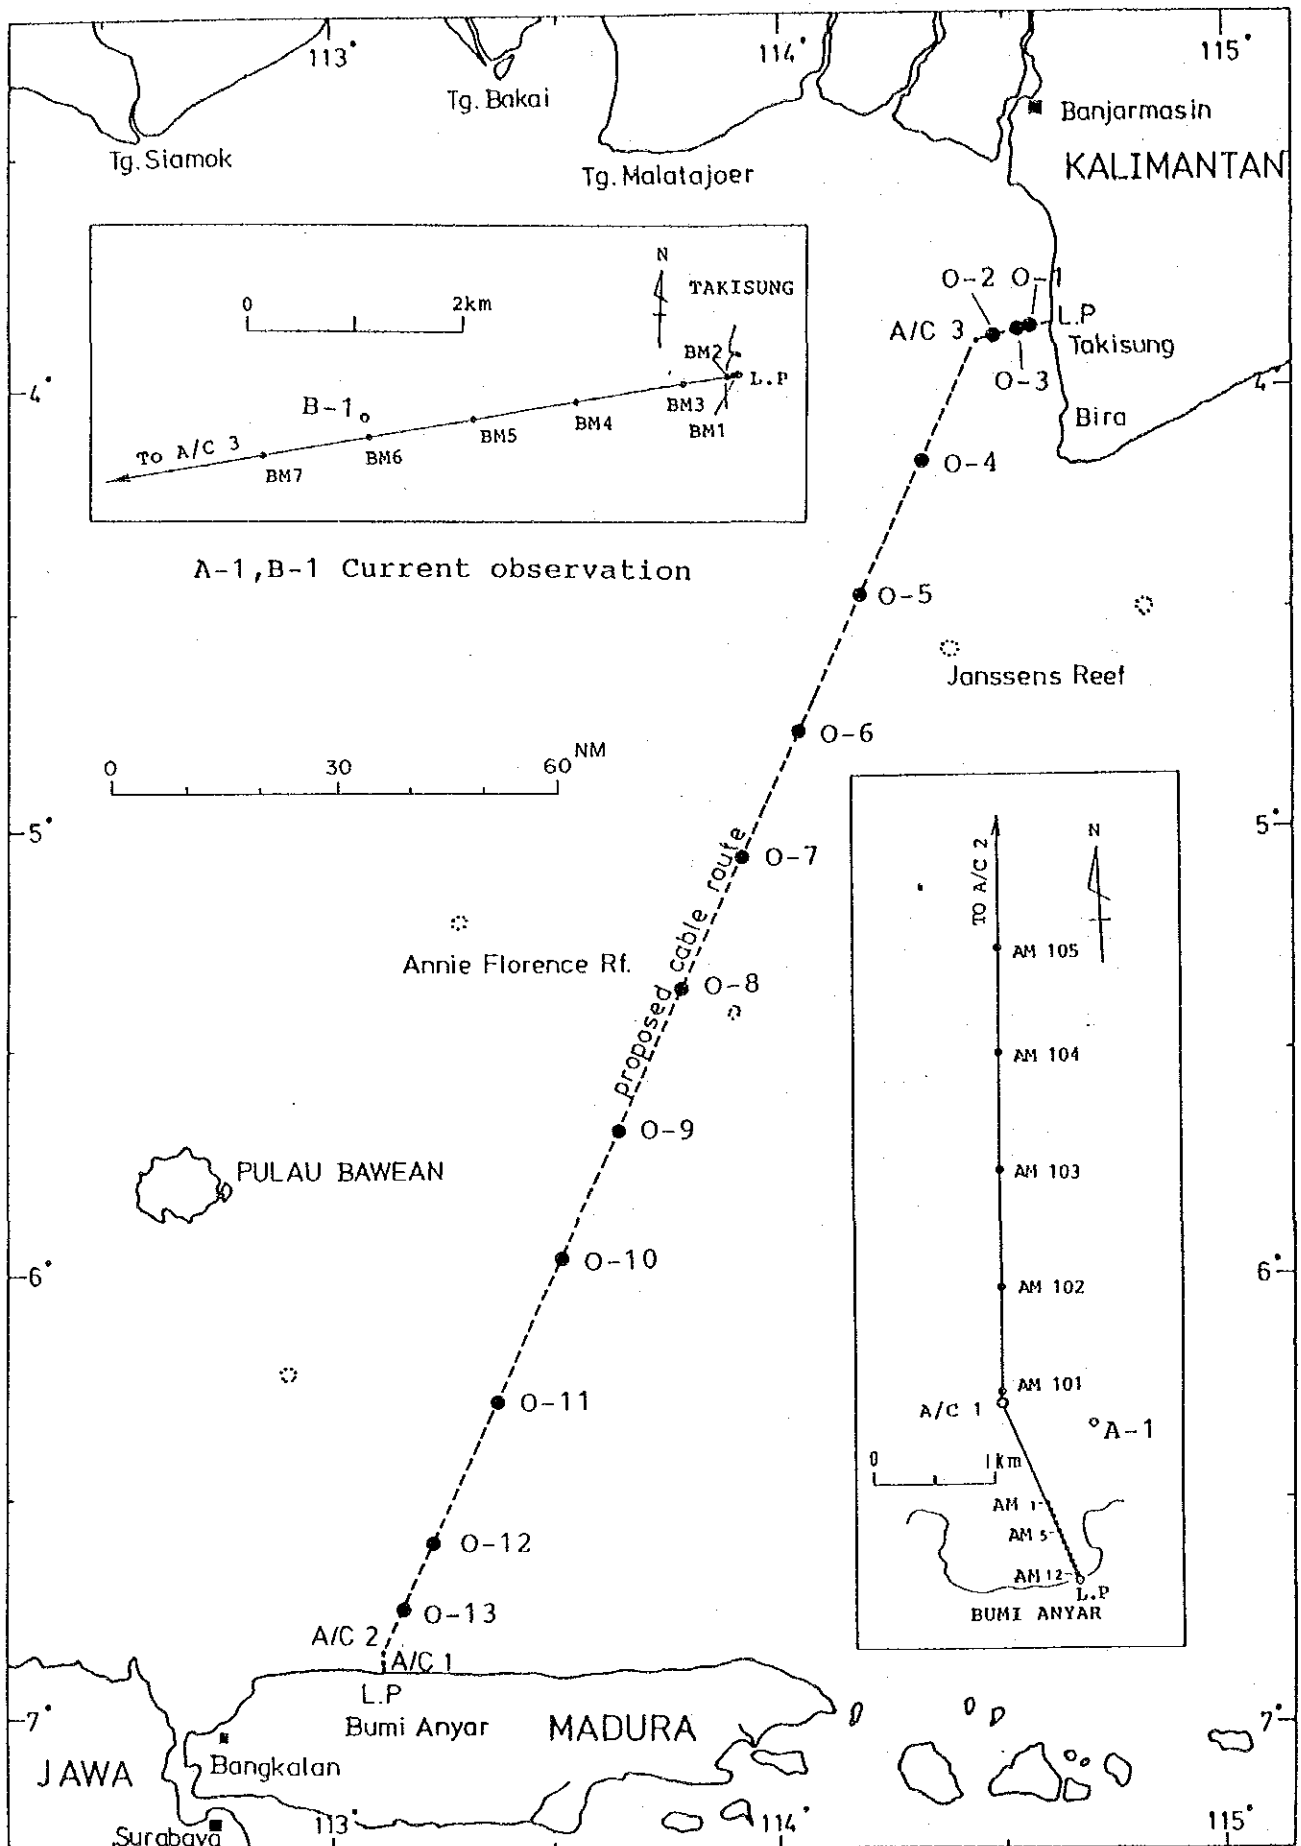 113°
114°
115°
Tg. Bakai
Banjarmasin
Tg. Siamok
Tg. Malatajoer
KALIMANTAN
N
TAKISUNG
0 2km
BM2
L.P
B-1
BM3
BM1
BM4
BM5
BM6
BM7
TO A/C 3
A-1,B-1 Current observation
O-2 O-1
L.P
A/C 3
Takisung
O-3
4°
4°
Bira
O-4
O-5
Janssens Reef
O-6
0 30 60 NM
5°
5°
O-7
proposed cable route
Annie Florence Rf.
O-8
O-9
PULAU BAWEAN
O-10
6°
6°
O-11
O-12
O-13
TO A/C 2
N
AM 105
AM 104
AM 103
AM 102
AM 101
A/C 1
A-1
0 1km
AM 1
AM 5
AM 12
L.P
BUMI ANYAR
A/C 2
A/C 1
L.P
Bumi Anyar
MADURA
7°
7°
JAWA
Bangkalan
Surabaya
113°
114°
115°